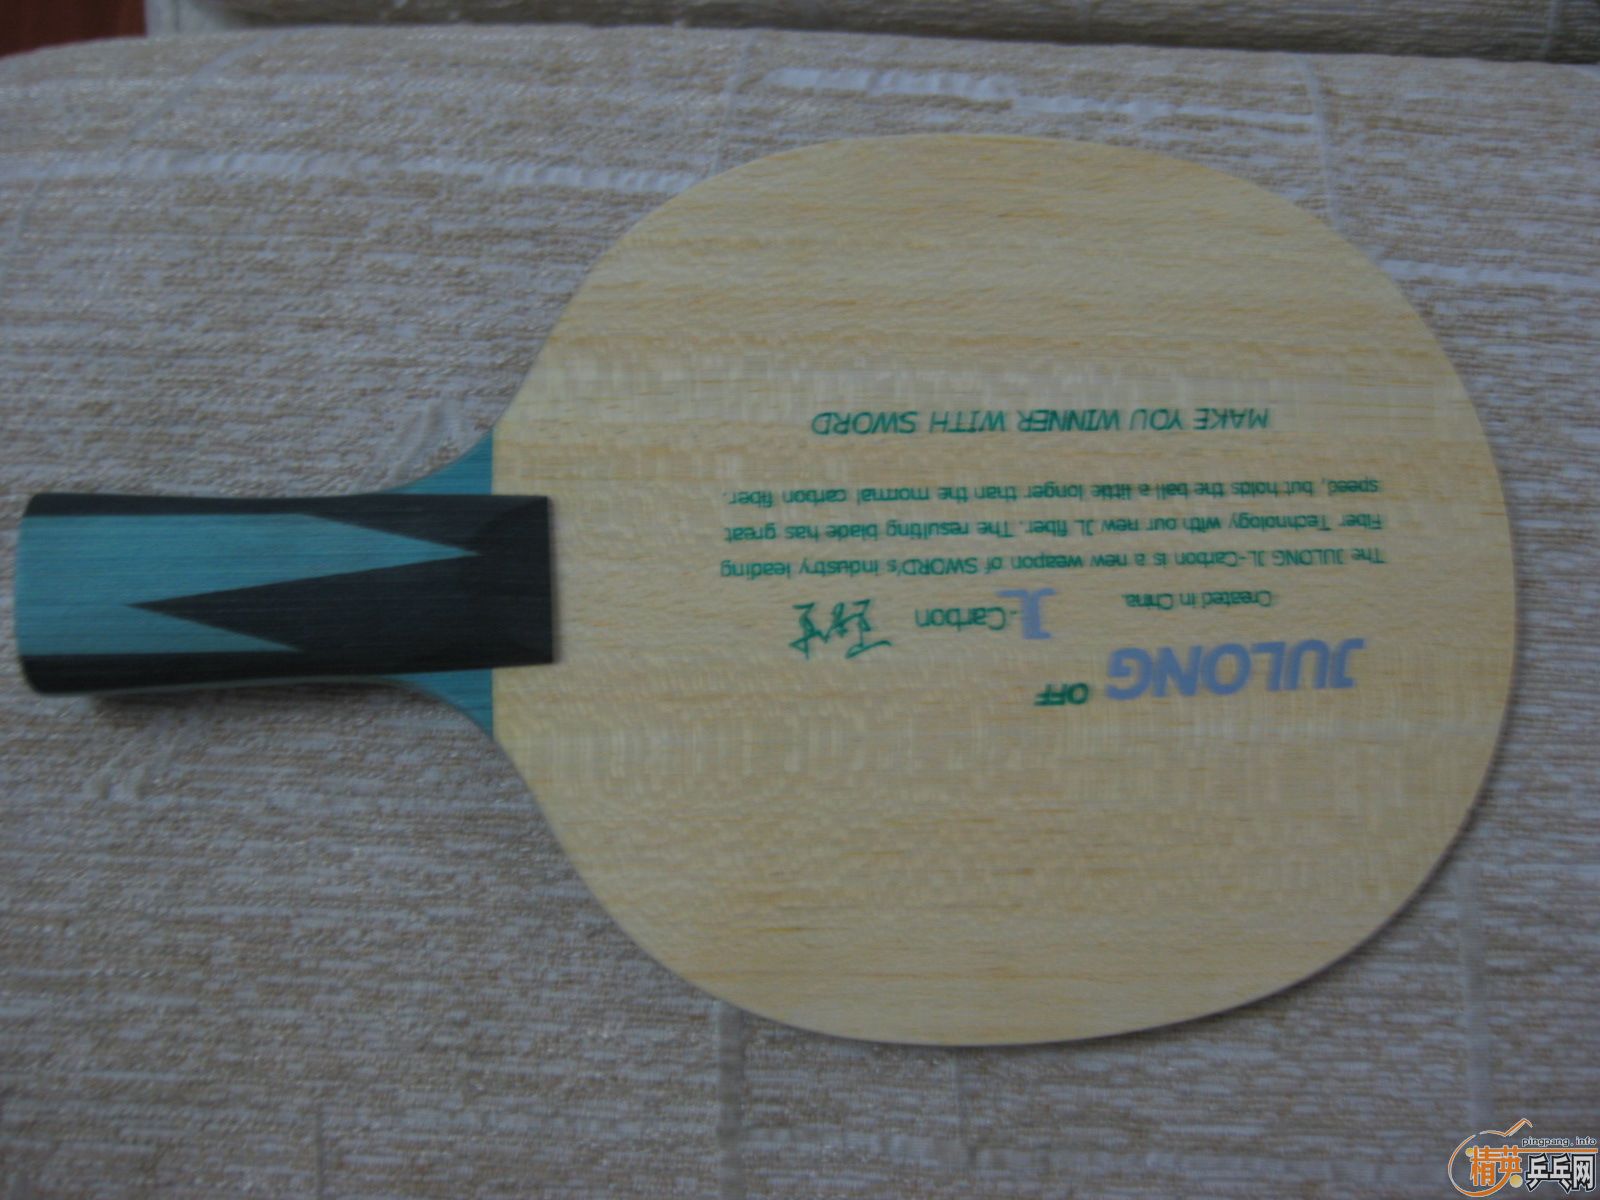 JULONG OFF
Created in China.
JL-Carbon
The JULONG JL-Carbon is a new weapon of SWORD's industry leading
Fiber Technology with our new JL fiber. The resulting blade has great
speed, but holds the ball a little longer than the mormal carbon fiber.
MAKE YOU WINNER WITH SWORD
pingpang.info
精英乒乓网